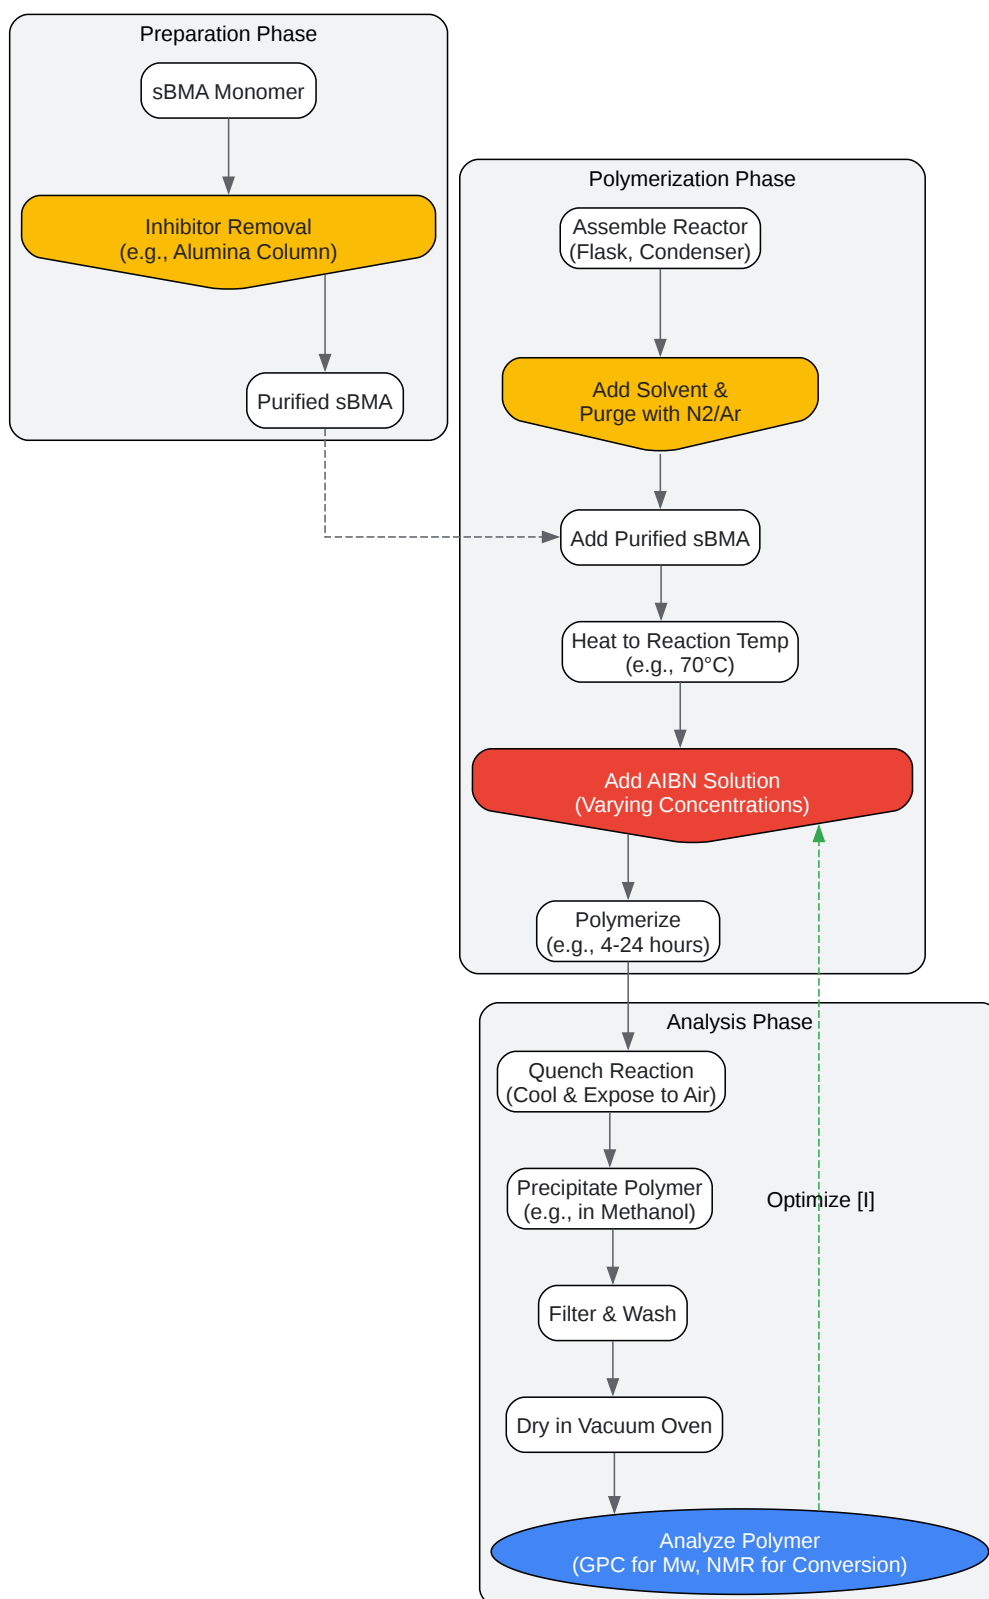 Preparation Phase
sBMA Monomer
Inhibitor Removal
(e.g., Alumina Column)
Purified sBMA
Polymerization Phase
Assemble Reactor
(Flask, Condenser)
Add Solvent &
Purge with N2/Ar
Add Purified sBMA
Heat to Reaction Temp
(e.g., 70°C)
Add AIBN Solution
(Varying Concentrations)
Polymerize
(e.g., 4-24 hours)
Analysis Phase
Quench Reaction
(Cool & Expose to Air)
Precipitate Polymer
(e.g., in Methanol)
Optimize [I]
Filter & Wash
Dry in Vacuum Oven
Analyze Polymer
(GPC for Mw, NMR for Conversion)